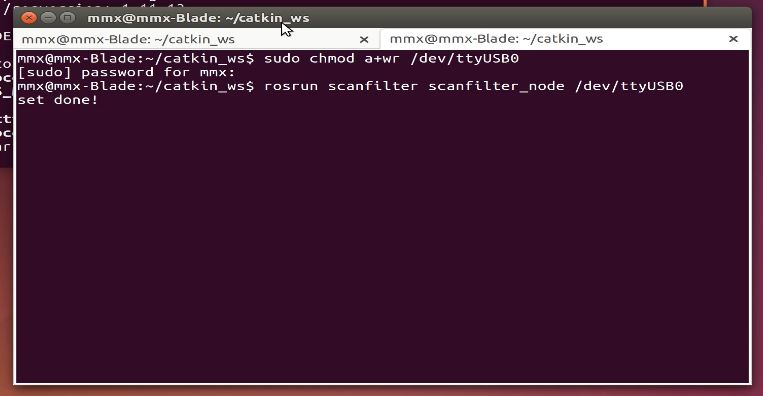 mmx@mmx-Blade: ~/catkin_ws
mmx@mmx-Blade: ~/catkin_ws
mmx@mmx-Blade: ~/catkin_ws
mmx@mmx-Blade:~/catkin_ws$ sudo chmod a+wr /dev/ttyUSB0
[sudo] password for mmx:
mmx@mmx-Blade:~/catkin_ws$ rosrun scanfilter scanfilter_node /dev/ttyUSB0
set done!